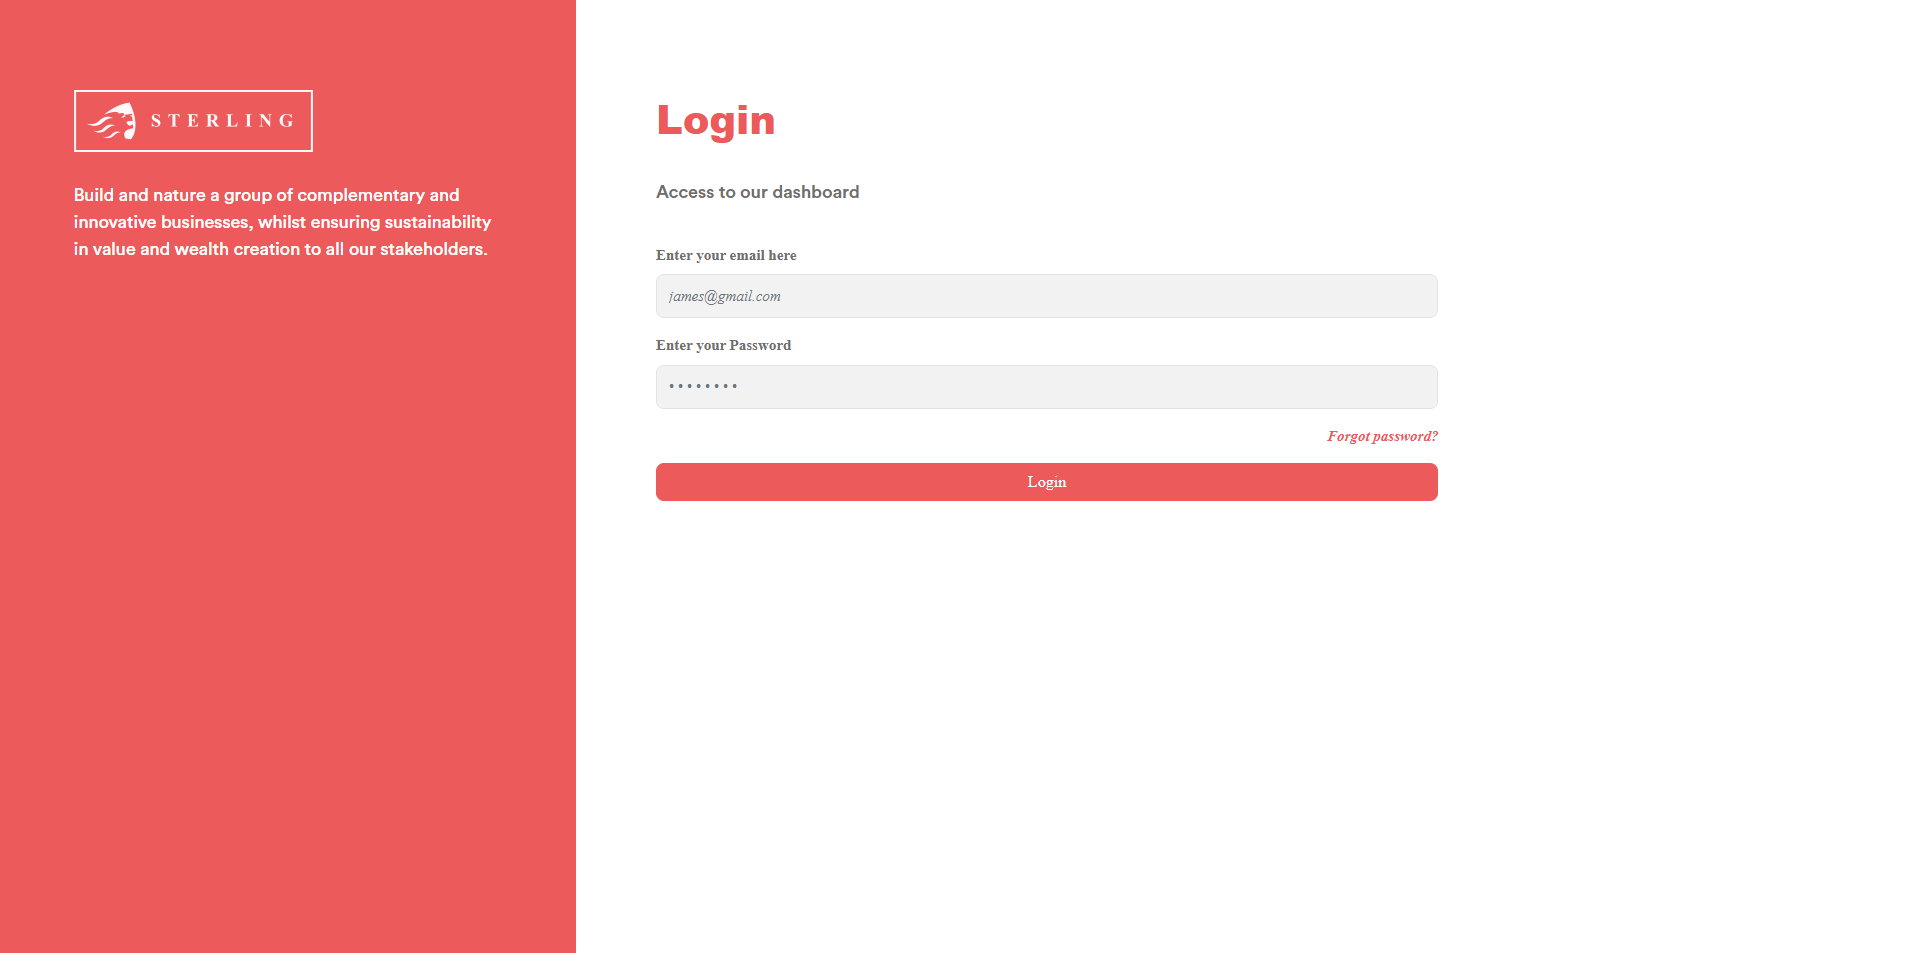 STERLING
Build and nature a group of complementary and
innovative businesses, whilst ensuring sustainability
in value and wealth creation to all our stakeholders.
Login
Access to our dashboard
Enter your email here
james@gmail.com
Enter your Password
••••••••
Forgot password?
Login